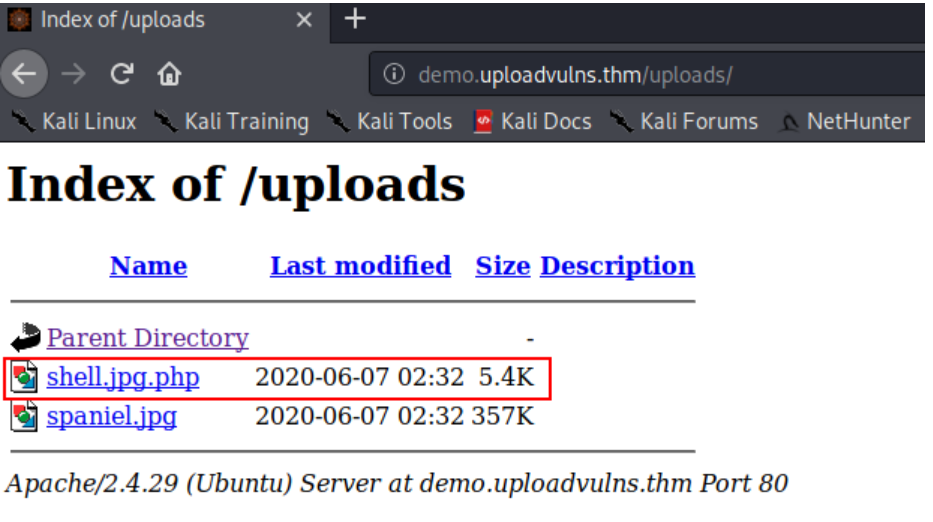 Index of /uploads
demo.uploadvulns.thm/uploads/
Kali Linux Kali Training Kali Tools Kali Docs Kali Forums NetHunter
Index of /uploads
Name Last modified Size Description
Parent Directory -
shell.jpg.php 2020-06-07 02:32 5.4K
spaniel.jpg 2020-06-07 02:32 357K
Apache/2.4.29 (Ubuntu) Server at demo.uploadvulns.thm Port 80